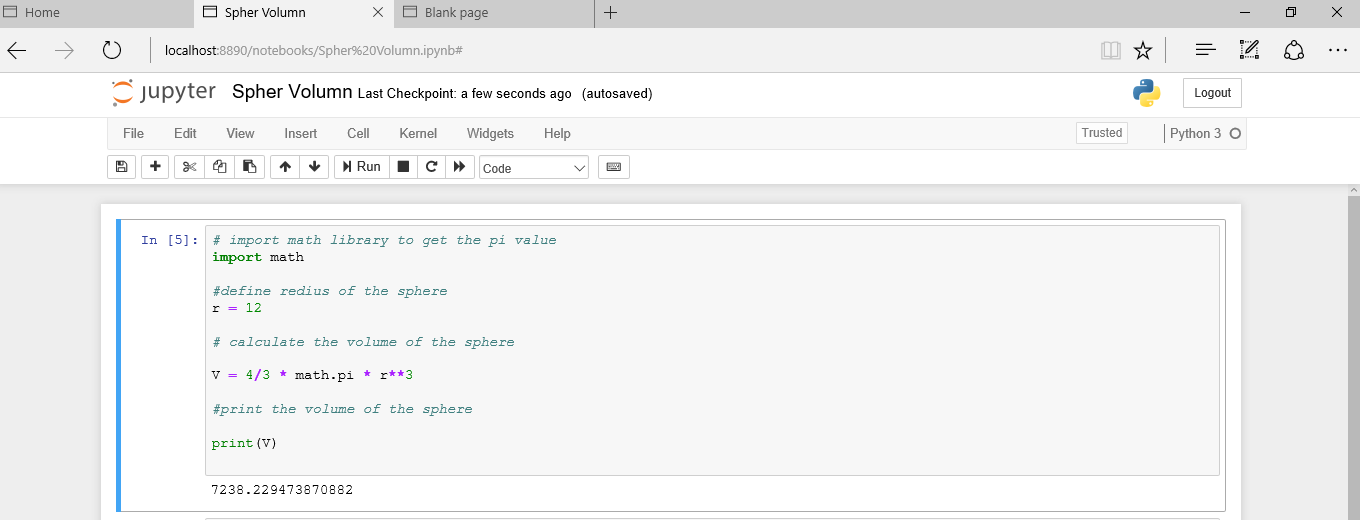 Home
Spher Volumn
Blank page
localhost:8890/notebooks/Spher%20Volumn.ipynb#
jupyter Spher Volumn Last Checkpoint: a few seconds ago (autosaved)
Logout
File Edit View Insert Cell Kernel Widgets Help
Trusted
Python 3
Run
Code
In [5]:
# import math library to get the pi value
import math
#define redius of the sphere
r = 12
# calculate the volume of the sphere
V = 4/3 * math.pi * r**3
#print the volume of the sphere
print(V)
7238.229473870882